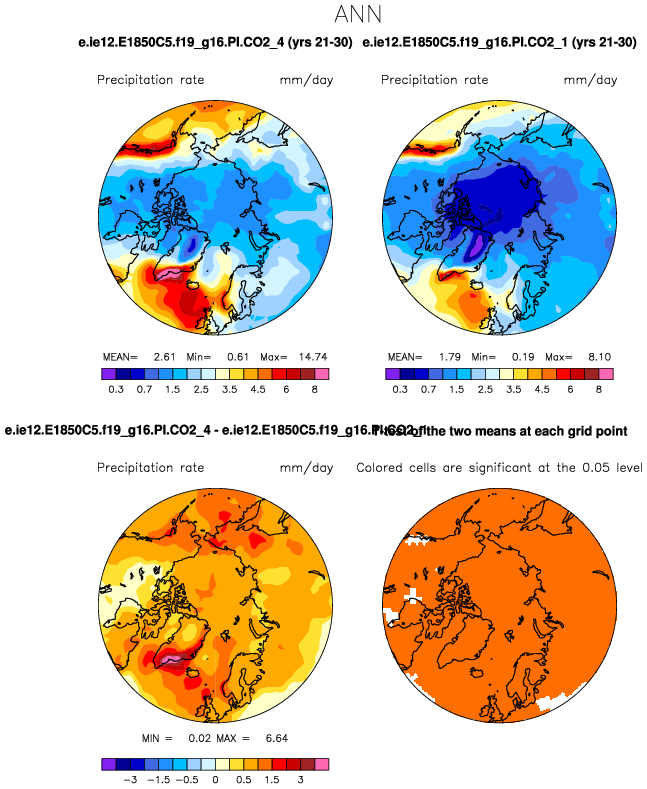 ANN
e.ie12.E1850C5.f19_g16.PI.CO2_4 (yrs 21-30) e.ie12.E1850C5.f19_g16.PI.CO2_1 (yrs 21-30)
Precipitation rate mm/day Precipitation rate mm/day
MEAN= 2.61 Min= 0.61 Max= 14.74 MEAN= 1.79 Min= 0.19 Max= 8.10
0.3 0.7 1.5 2.5 3.5 4.5 6 8 0.3 0.7 1.5 2.5 3.5 4.5 6 8
e.ie12.E1850C5.f19_g16.PI.CO2_4 - e.ie12.E1850C5.f19_g16.PI.CO2_1 T-test of the two means at each grid point
Precipitation rate mm/day Colored cells are significant at the 0.05 level
MIN = 0.02 MAX = 6.64
-3 -1.5 -0.5 0 0.5 1.5 3